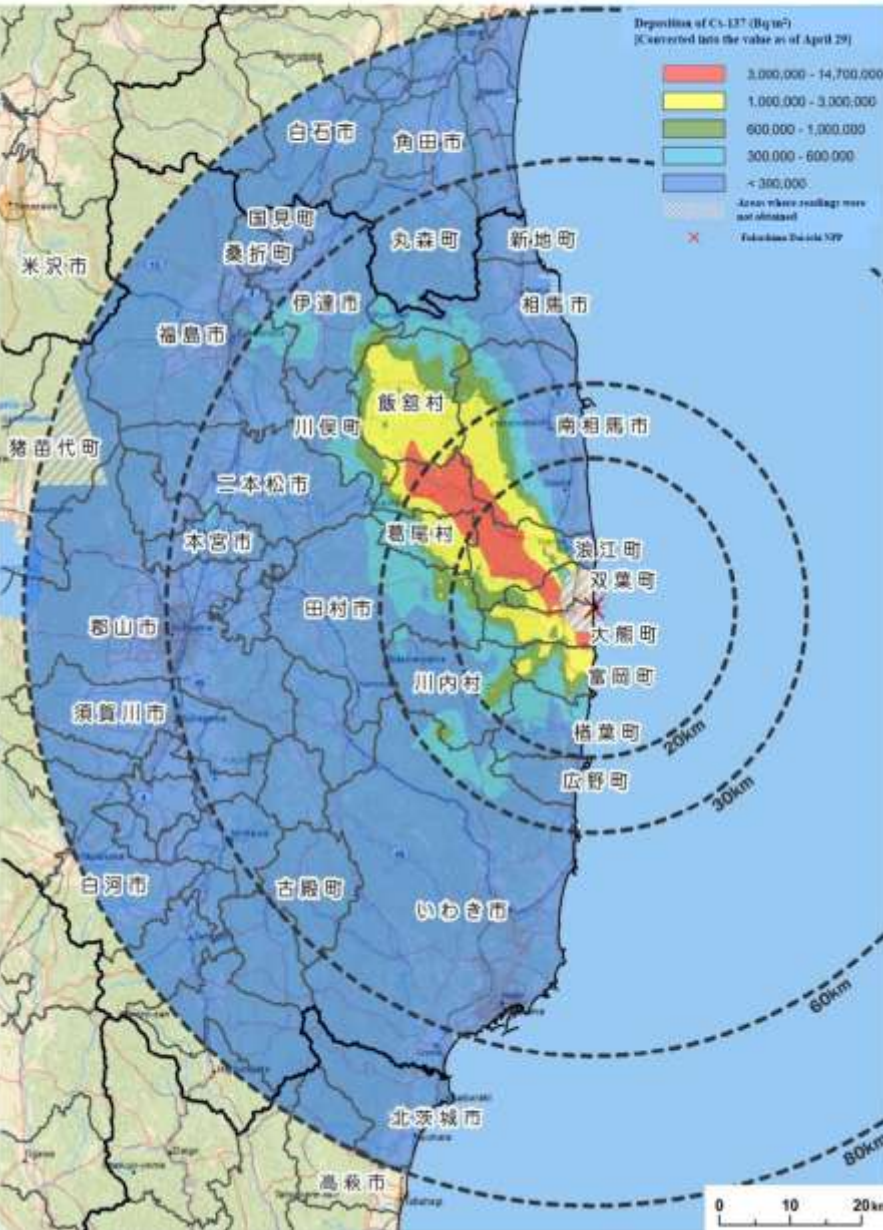 Deposition of Cs-137 (Bq/m²)
[Converted into the value as of April 29]
3,000,000 - 14,700,000
1,000,000 - 3,000,000
600,000 - 1,000,000
300,000 - 600,000
< 300,000
Areas where readings were
not obtained
Fukushima Dai-ichi NPP
白石市
角田市
国見町
丸森町
新地町
桑折町
米沢市
伊達市
相馬市
福島市
飯舘村
川俣町
南相馬市
猪苗代町
二本松市
葛尾村
本宮市
浪江町
双葉町
田村市
郡山市
大熊町
富岡町
川内村
須賀川市
楢葉町
20km
広野町
30km
白河市
古殿町
いわき市
60km
北茨城市
80km
高萩市
0 10 20 km